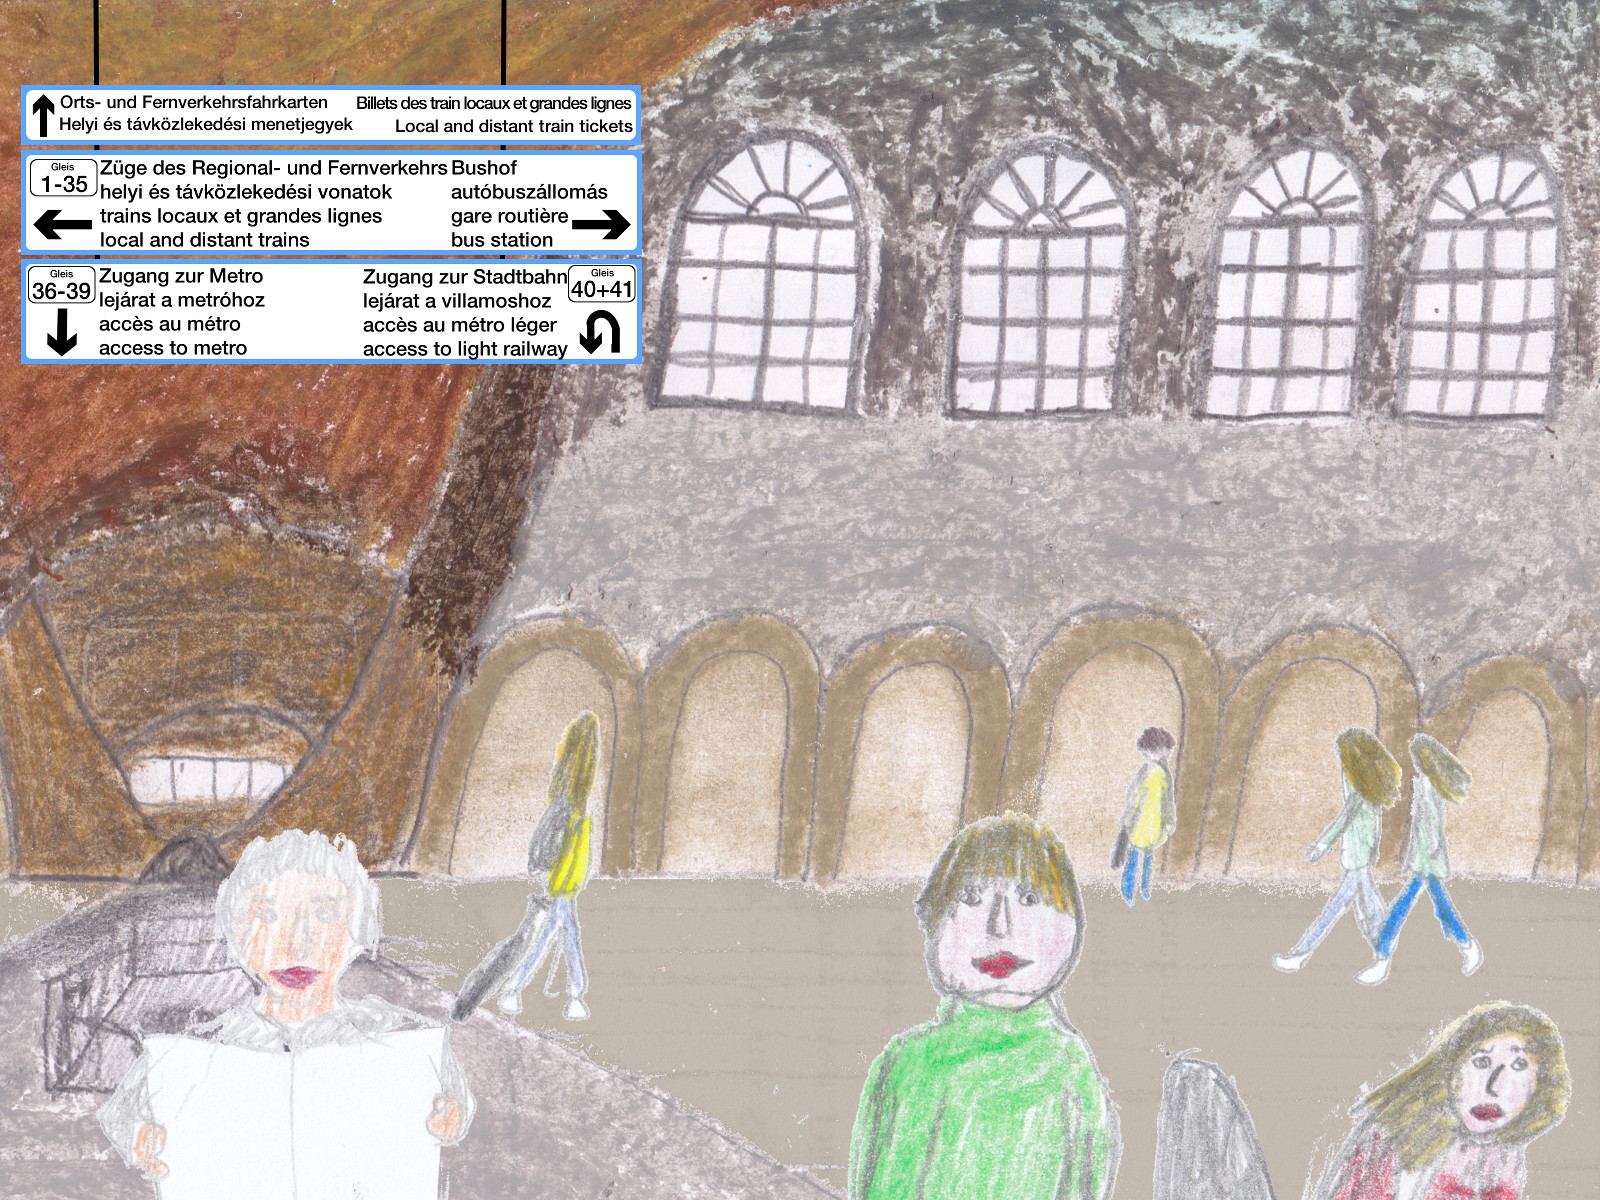 Orts- und Fernverkehrsfahrkarten
Helyi és távközlekedési menetjegyek
Billets des train locaux et grandes lignes
Local and distant train tickets
Gleis
1-35
Züge des Regional- und Fernverkehrs
helyi és távközlekedési vonatok
trains locaux et grandes lignes
local and distant trains
Bushof
autóbuszállomás
gare routière
bus station
Gleis
36-39
Zugang zur Metro
lejárat a metróhoz
accès au métro
access to metro
Zugang zur Stadtbahn
lejárat a villamoshoz
accès au métro léger
access to light railway
Gleis
40+41